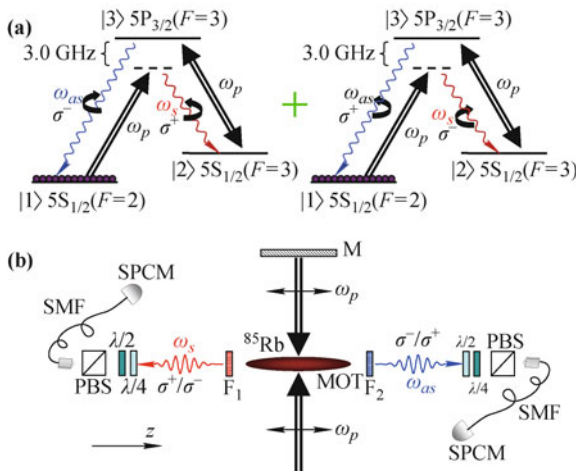 (a)
|3⟩ 5P3/2(F=3)
3.0 GHz
ωas
σ−
ωp
ωs
σ+
ωp
|1⟩ 5S1/2(F=2)
|2⟩ 5S1/2(F=3)
+
|3⟩ 5P3/2(F=3)
3.0 GHz
ωas
σ+
ωp
ωs
σ−
ωp
|1⟩ 5S1/2(F=2)
|2⟩ 5S1/2(F=3)
(b)
M
ωp
SPCM
SMF
λ/2
λ/4
PBS
ωs
σ+/σ−
F1
85Rb
MOT
F2
σ−/σ+
ωas
λ/2
λ/4
PBS
SMF
SPCM
z
ωp